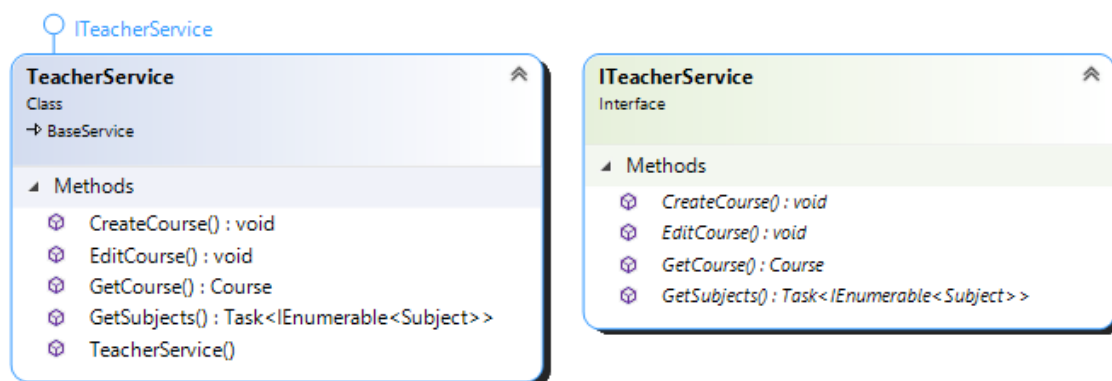 ITeacherService
TeacherService
Class
BaseService
Methods
CreateCourse() : void
EditCourse() : void
GetCourse() : Course
GetSubjects() : Task<IEnumerable<Subject>>
TeacherService()
ITeacherService
Interface
Methods
CreateCourse() : void
EditCourse() : void
GetCourse() : Course
GetSubjects() : Task<IEnumerable<Subject>>